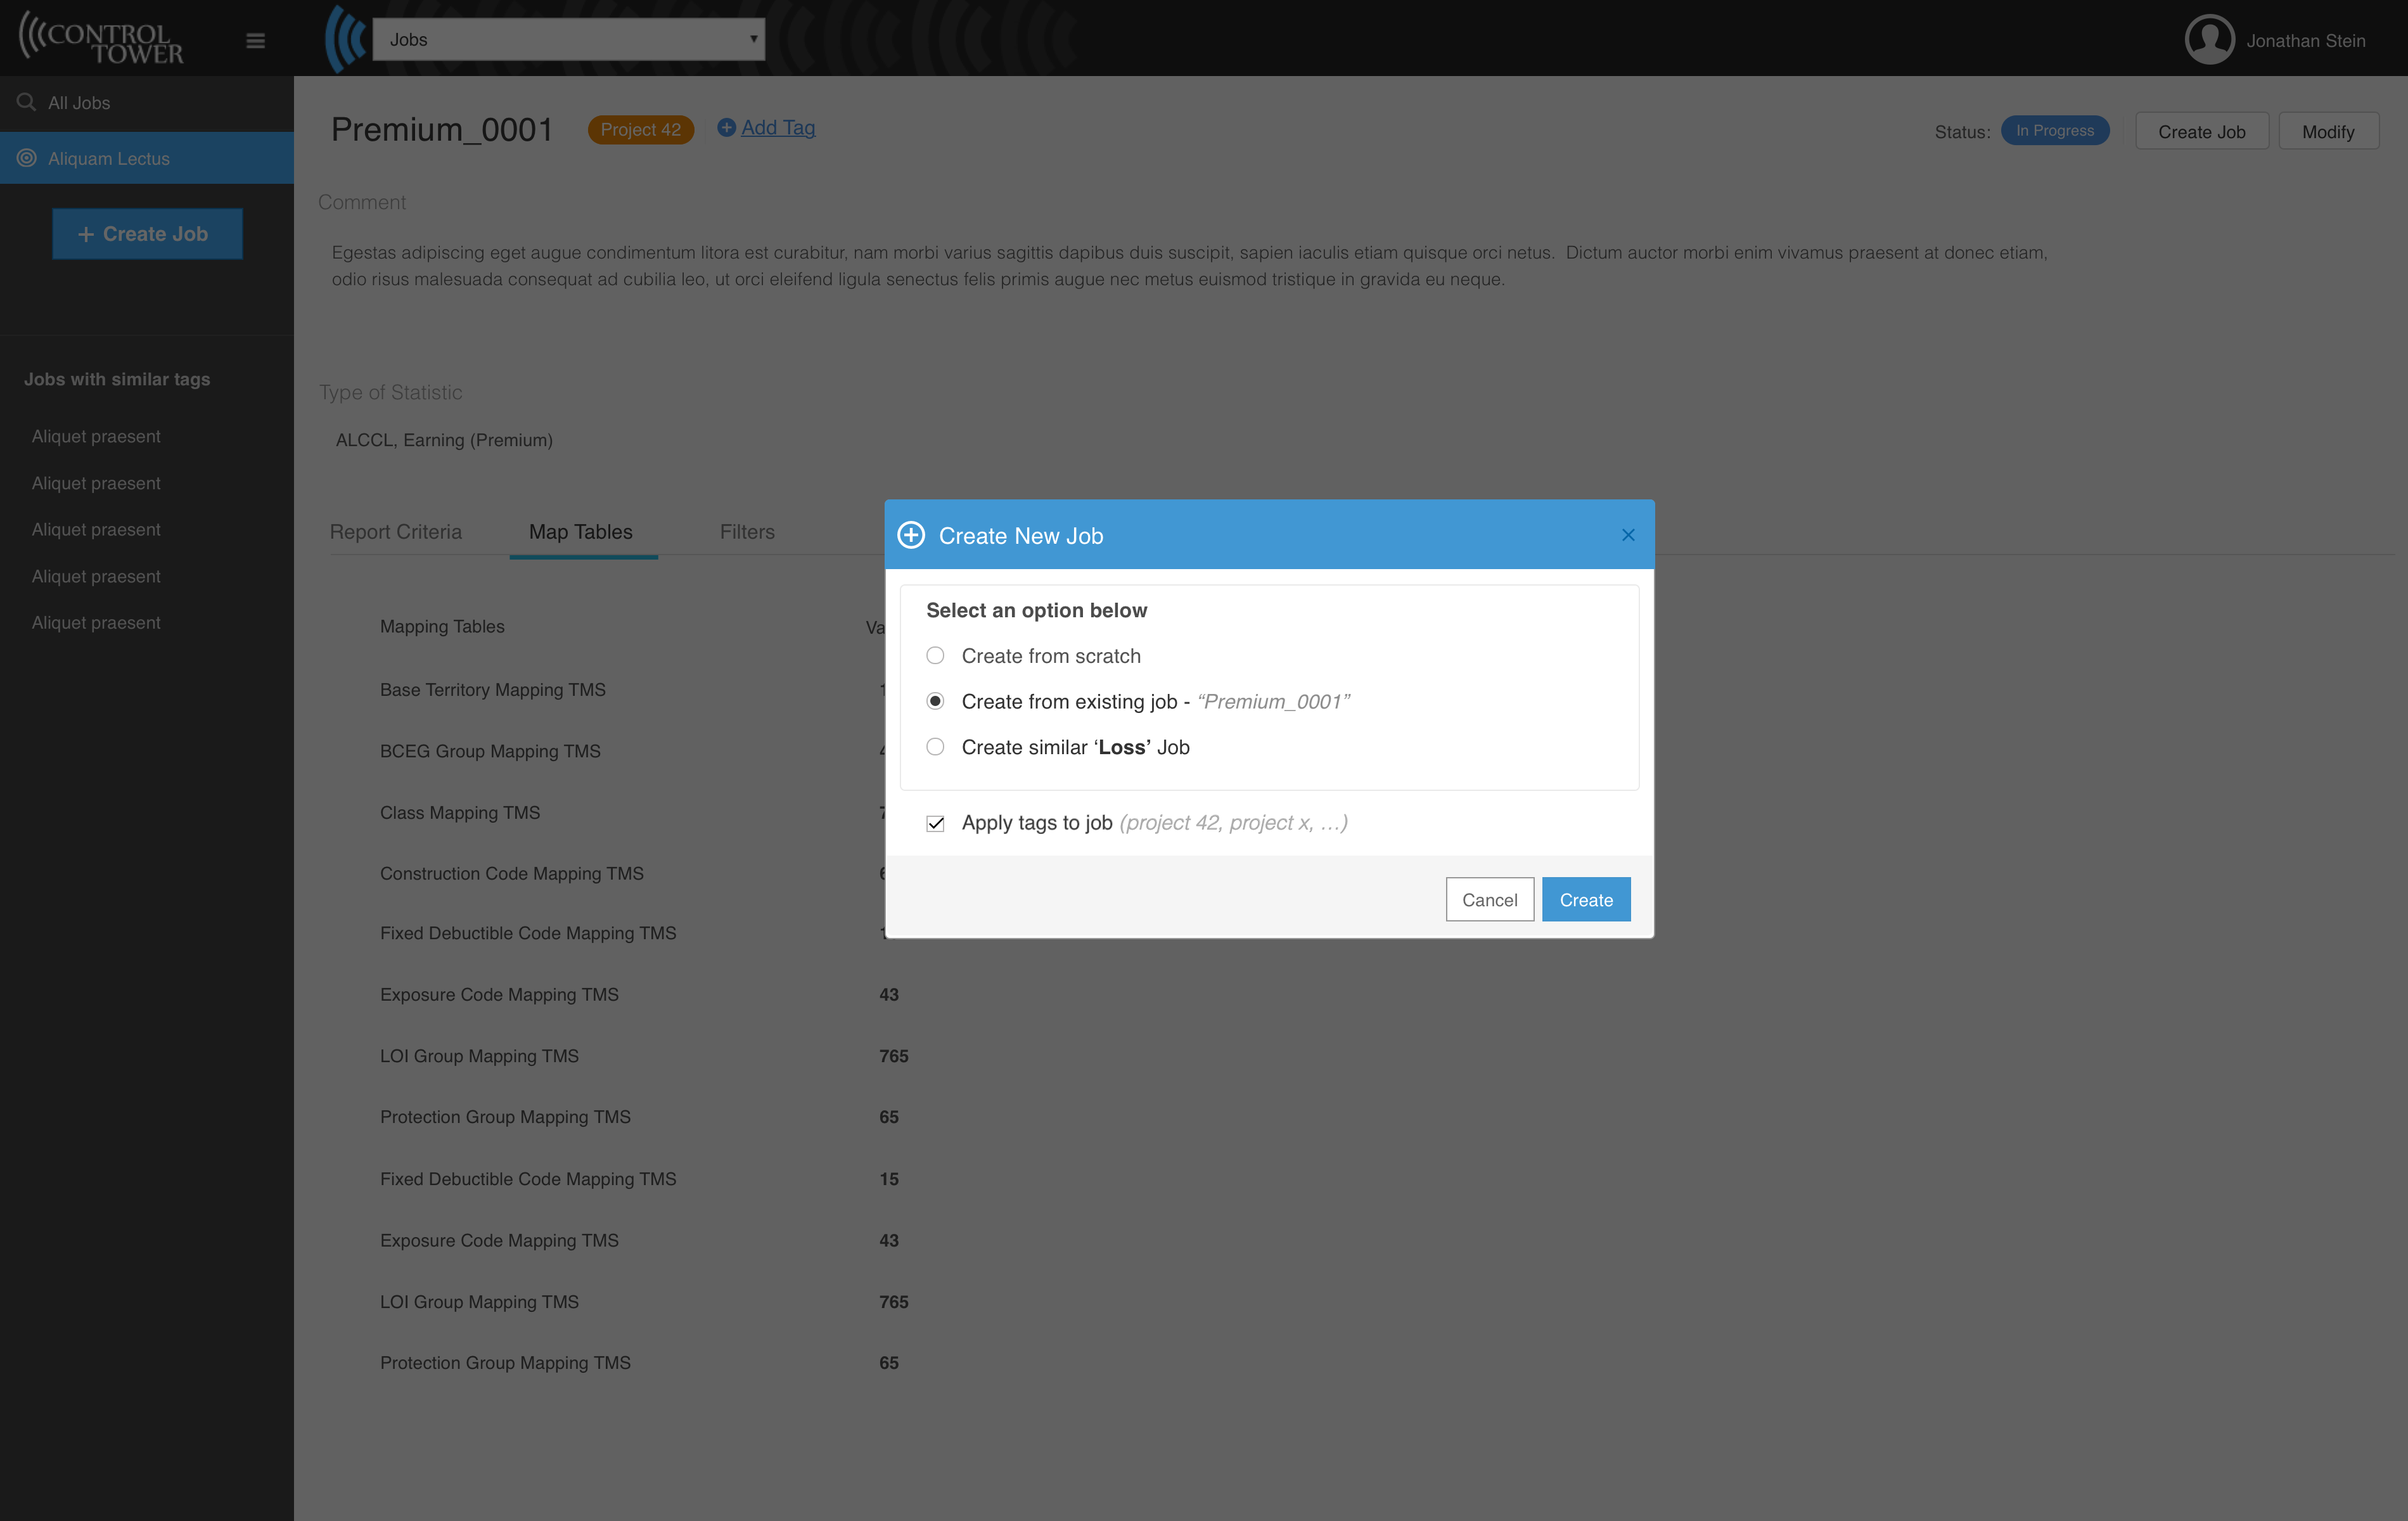 CONTROL
TOWER
Jobs
Jonathan Stein
All Jobs
Aliquam Lectus
+ Create Job
Jobs with similar tags
Aliquet praesent
Aliquet praesent
Aliquet praesent
Aliquet praesent
Aliquet praesent
Premium_0001 Project 42 Add Tag
Status: In Progress Create Job Modify
Comment
Egestas adipiscing eget augue condimentum litora est curabitur, nam morbi varius sagittis dapibus duis suscipit, sapien iaculis etiam quisque orci netus. Dictum auctor morbi enim vivamus praesent at donec etiam,
odio risus malesuada consequat ad cubilia leo, ut orci eleifend ligula senectus felis primis augue nec metus euismod tristique in gravida eu neque.
Type of Statistic
ALCCL, Earning (Premium)
Report Criteria Map Tables Filters
Mapping Tables
Base Territory Mapping TMS
BCEG Group Mapping TMS
Class Mapping TMS
Construction Code Mapping TMS
Fixed Debuctible Code Mapping TMS
Exposure Code Mapping TMS 43
LOI Group Mapping TMS 765
Protection Group Mapping TMS 65
Fixed Debuctible Code Mapping TMS 15
Exposure Code Mapping TMS 43
LOI Group Mapping TMS 765
Protection Group Mapping TMS 65
Create New Job
Select an option below
Create from scratch
Create from existing job - “Premium_0001”
Create similar ‘Loss’ Job
Apply tags to job (project 42, project x, …)
Cancel Create